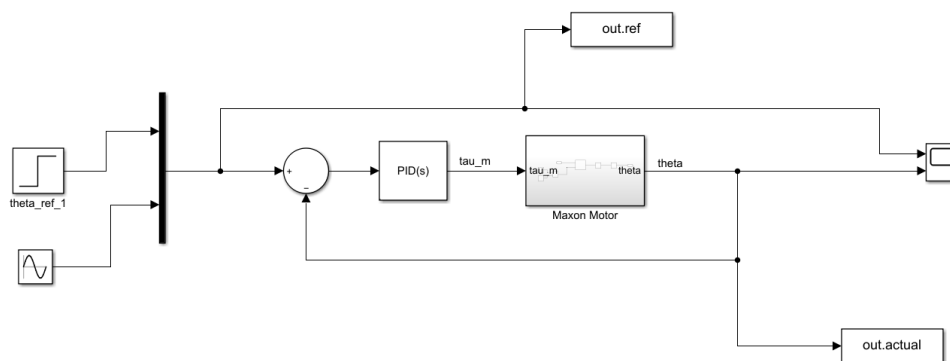 out.ref
theta_ref_1
+
−
PID(s)
tau_m
tau_m
theta
Maxon Motor
theta
out.actual